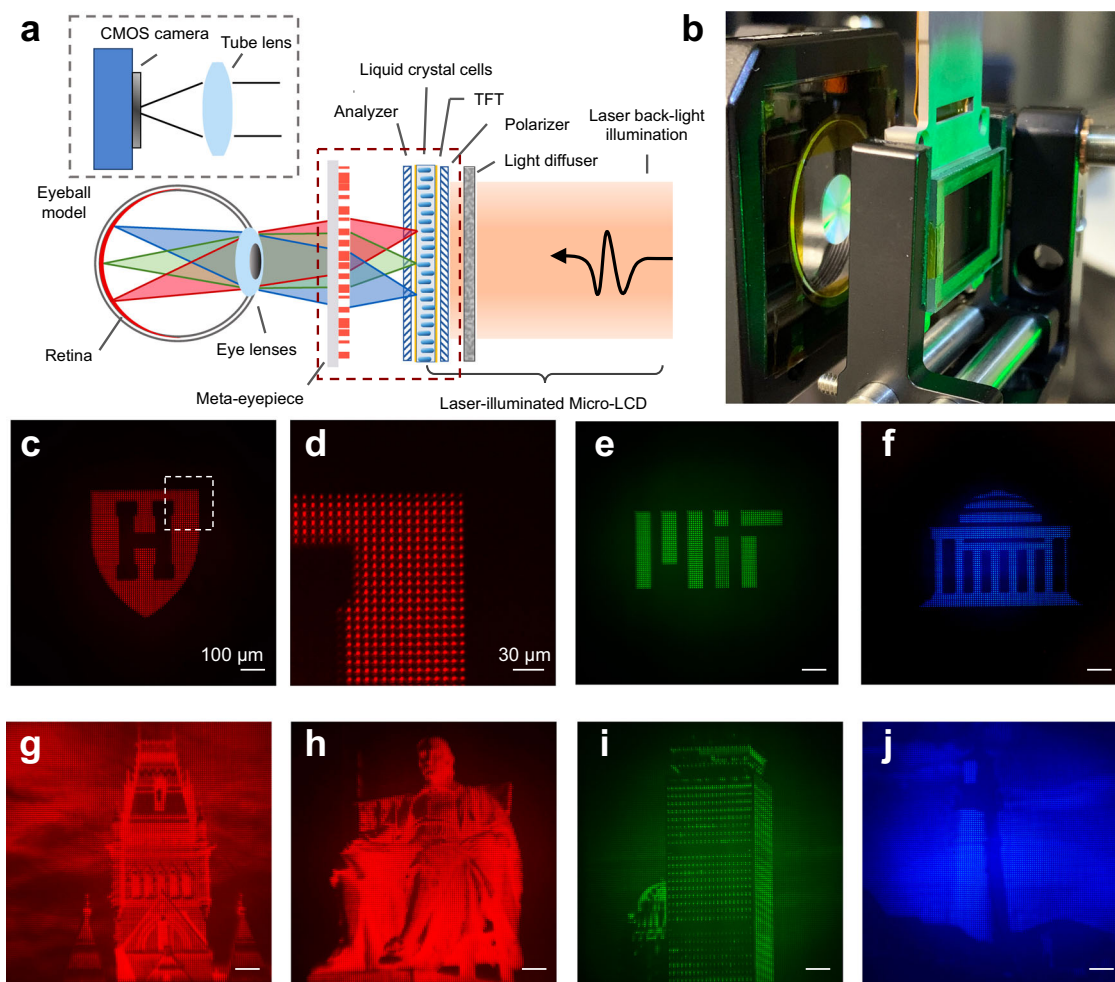 a
CMOS camera
Tube lens
Liquid crystal cells
Analyzer
TFT
Polarizer
Light diffuser
Laser back-light
illumination
Eyeball
model
Retina
Eye lenses
Meta-eyepiece
Laser-illuminated Micro-LCD
b
c
H
100 μm
d
30 μm
e
MIT
f
g
h
i
j